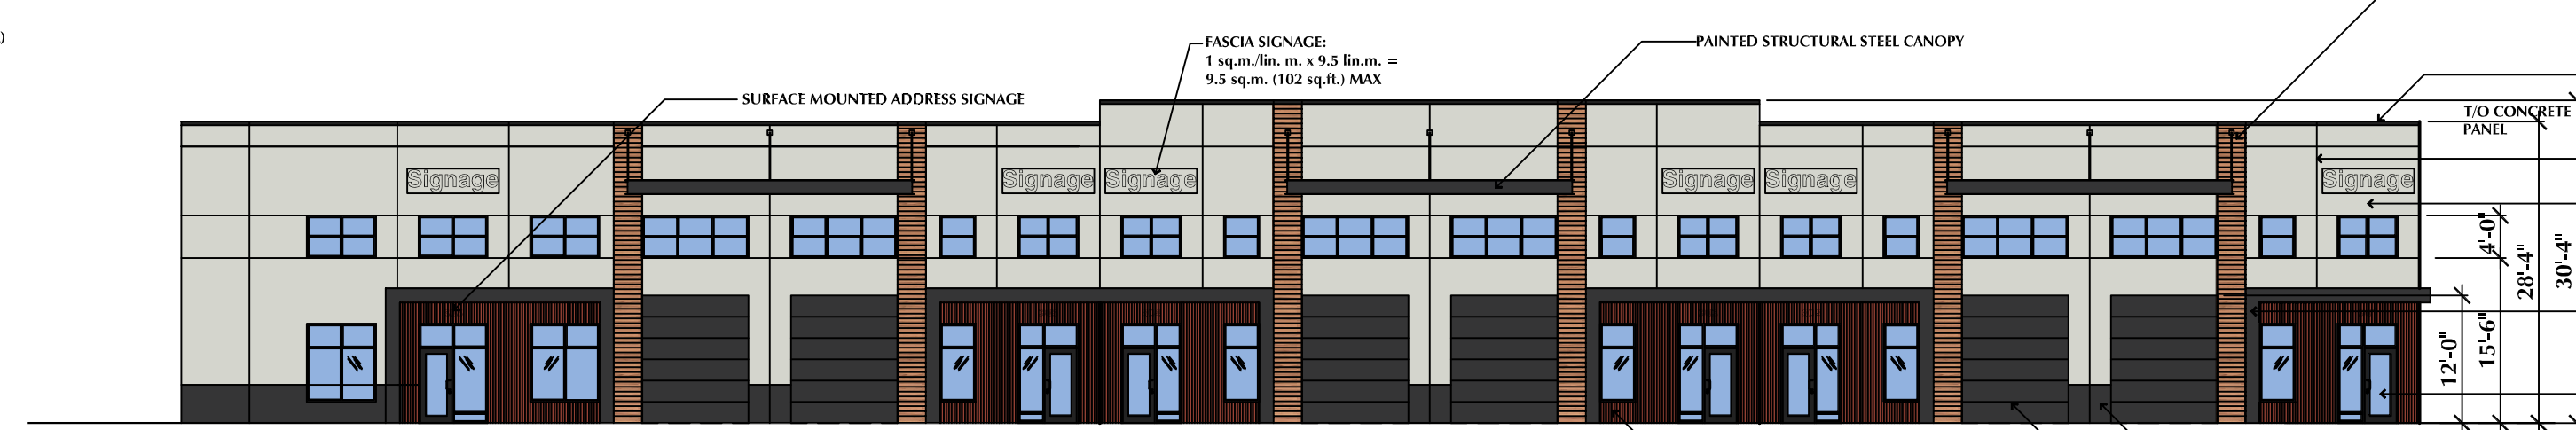 )
FASCIA SIGNAGE:
1 sq.m./lin. m. x 9.5 lin.m. =
9.5 sq.m. (102 sq.ft.) MAX
PAINTED STRUCTURAL STEEL CANOPY
SURFACE MOUNTED ADDRESS SIGNAGE
T/O CONCRETE
PANEL
Signage
Signage
Signage
Signage
Signage
Signage
4'-0"
28'-4"
30'-4"
15'-6"
12'-0"